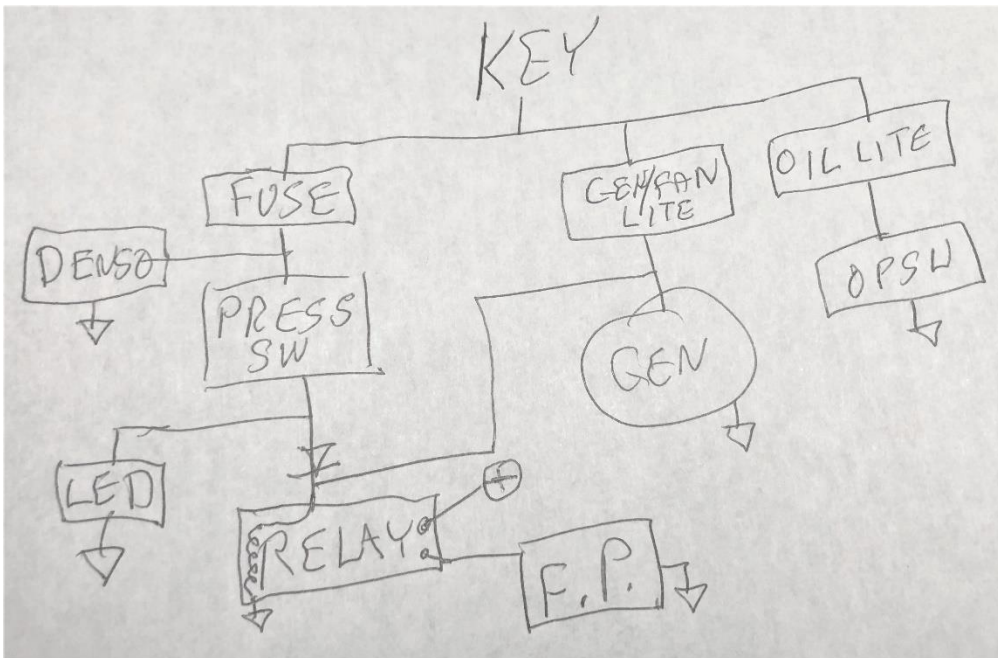 KEY
FUSE
GEN/FAN
LITE
OIL LITE
DENSO
PRESS
SW
OPSW
GEN
LED
+
RELAY
F.P.